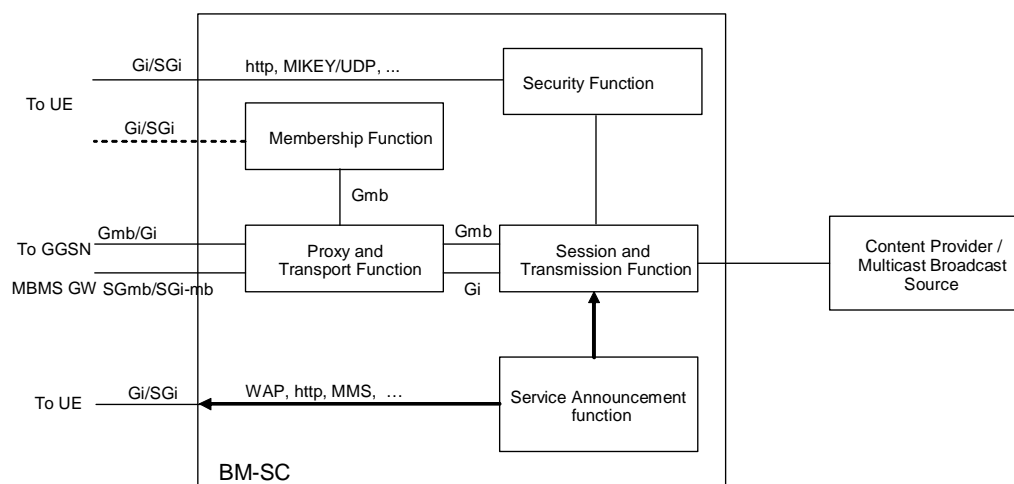 Gi/SGi
http, MIKEY/UDP, ...
Security Function
To UE
Gi/SGi
Membership Function
Gmb
Gmb/Gi
To GGSN
Proxy and
Transport Function
Gmb
Gi
Session and
Transmission Function
Content Provider /
Multicast Broadcast
Source
MBMS GW
SGmb/SGi-mb
Gi/SGi
To UE
WAP, http, MMS, ...
Service Announcement
function
BM-SC